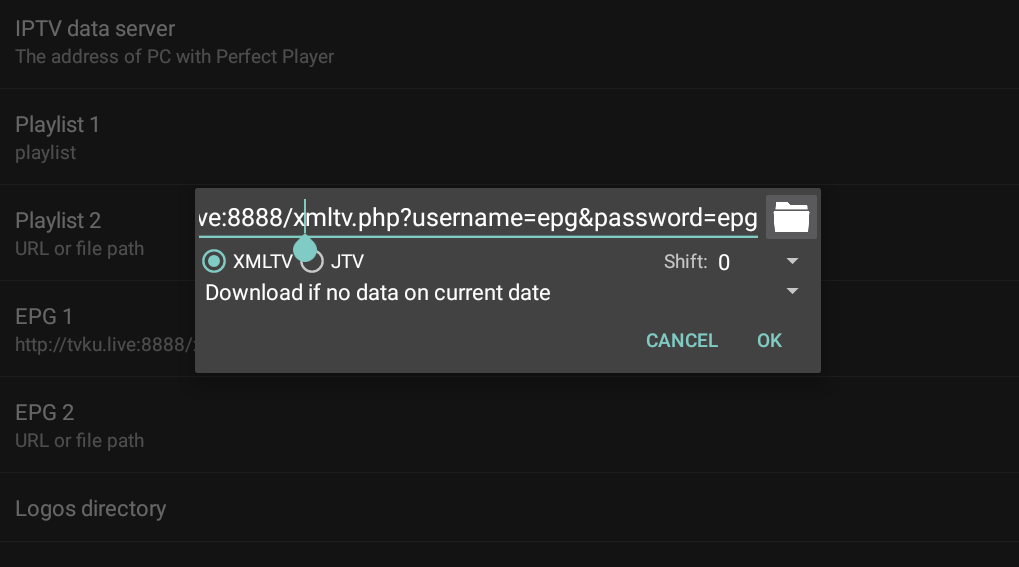 IPTV data server
The address of PC with Perfect Player
Playlist 1
playlist
Playlist 2
URL or file path
EPG 1
http://tvku.live:8888/
EPG 2
URL or file path
Logos directory
ve:8888/xmltv.php?username=epg&password=epg
XMLTV JTV Shift: 0
Download if no data on current date
CANCEL OK